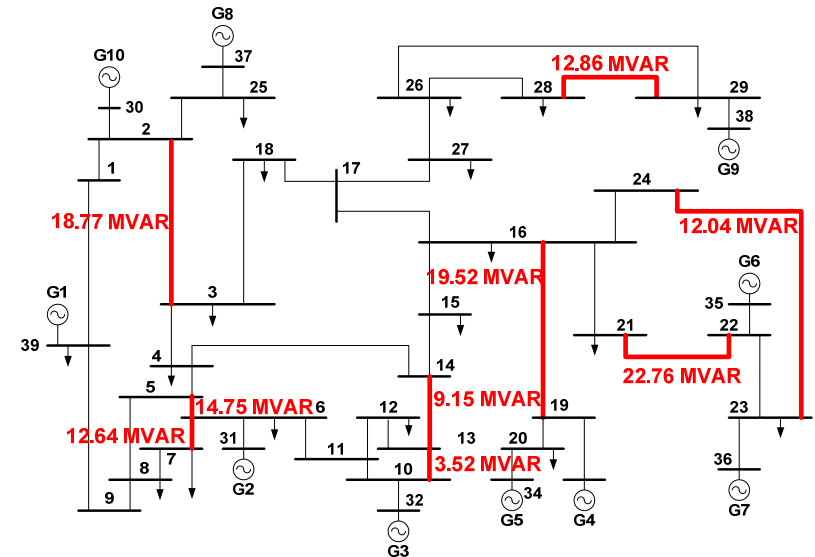 G8
G10
37
25
30
2
1
18
17
18.77 MVAR
3
G1
39
4
5
14.75 MVAR
6
12.64 MVAR
7
31
8
9
G2
11
12
10
13
14
9.15 MVAR
3.52 MVAR
32
G3
26
28
12.86 MVAR
29
38
G9
27
24
16
12.04 MVAR
19.52 MVAR
15
G6
35
21
22
22.76 MVAR
19
20
23
34
G5
G4
36
G7